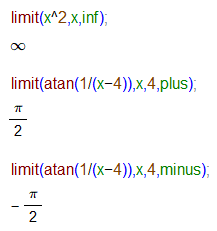 limit(x^2,x,inf);
∞
limit(atan(1/(x−4)),x,4,plus);
π
2
limit(atan(1/(x−4)),x,4,minus);
− π
2